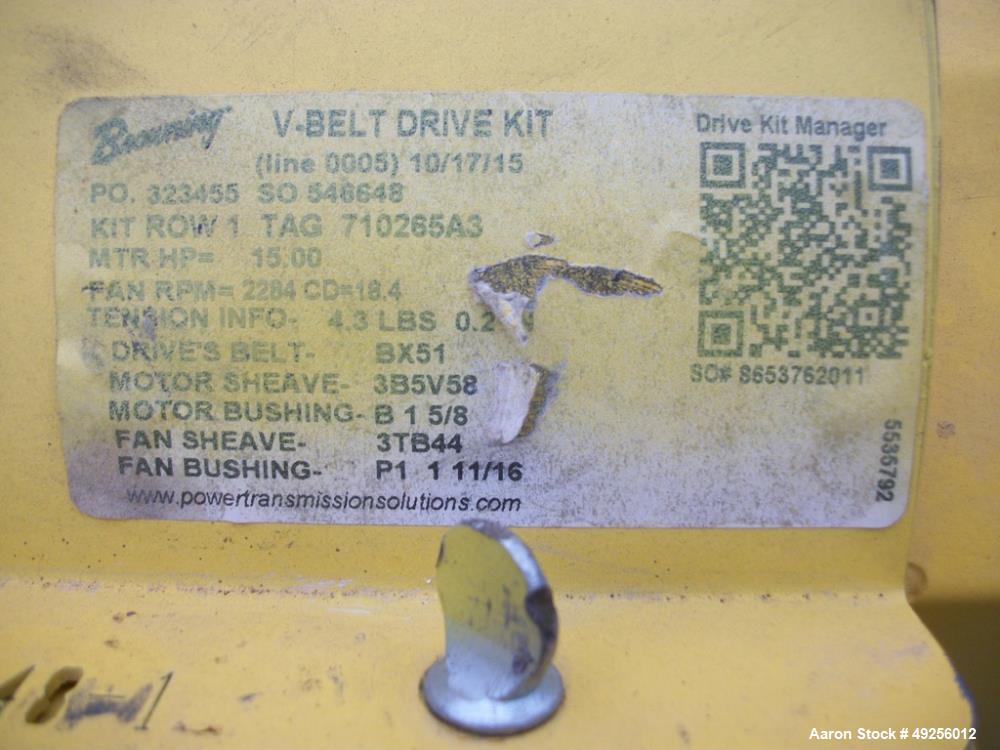 Browning V-BELT DRIVE KIT
(line 0005) 10/17/15
PO. 323455 SO 546648
KIT ROW 1 TAG 710265A3
MTR HP= 15.00
FAN RPM= 2284 CD=18.4
TENSION INFO- 4.3 LBS
DRIVE'S BELT- BX51
MOTOR SHEAVE- 3B5V58
MOTOR BUSHING- B 1 5/8
FAN SHEAVE- 3TB44
FAN BUSHING- P1 1 11/16
www.powertransmissionsolutions.com
Drive Kit Manager
SO# 8653762011
5535792
Aaron Stock # 49256012